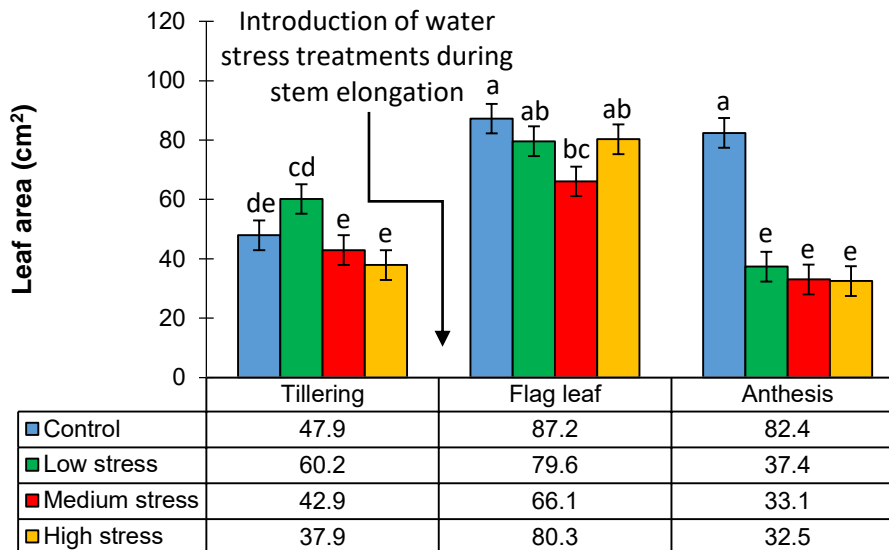 Introduction of water
stress treatments during
stem elongation
Leaf area (cm²)
120
100
80
60
40
20
0
de
cd
e
e
a
ab
bc
ab
a
e
e
e
Tillering Flag leaf Anthesis
Control 47.9 87.2 82.4
Low stress 60.2 79.6 37.4
Medium stress 42.9 66.1 33.1
High stress 37.9 80.3 32.5